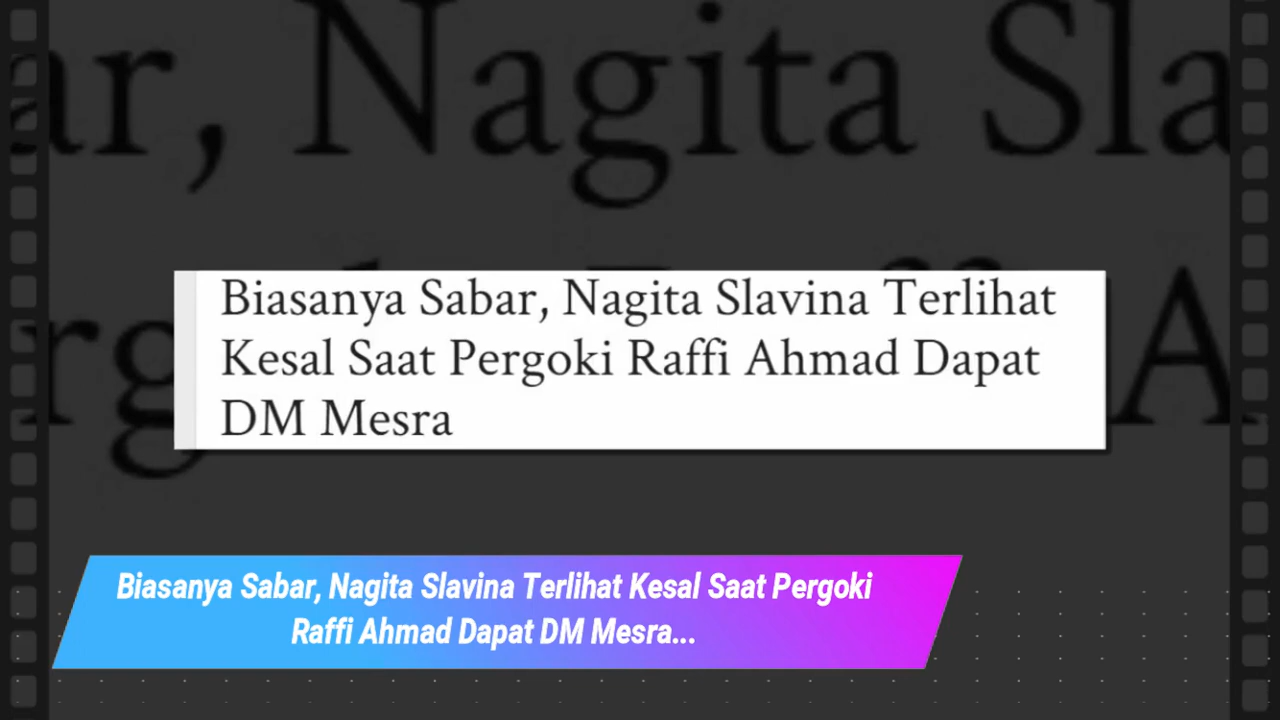 ar, Nagita Sla
Biasanya Sabar, Nagita Slavina Terlihat
Kesal Saat Pergoki Raffi Ahmad Dapat
DM Mesra
rg
A
Biasanya Sabar, Nagita Slavina Terlihat Kesal Saat Pergoki
Raffi Ahmad Dapat DM Mesra...